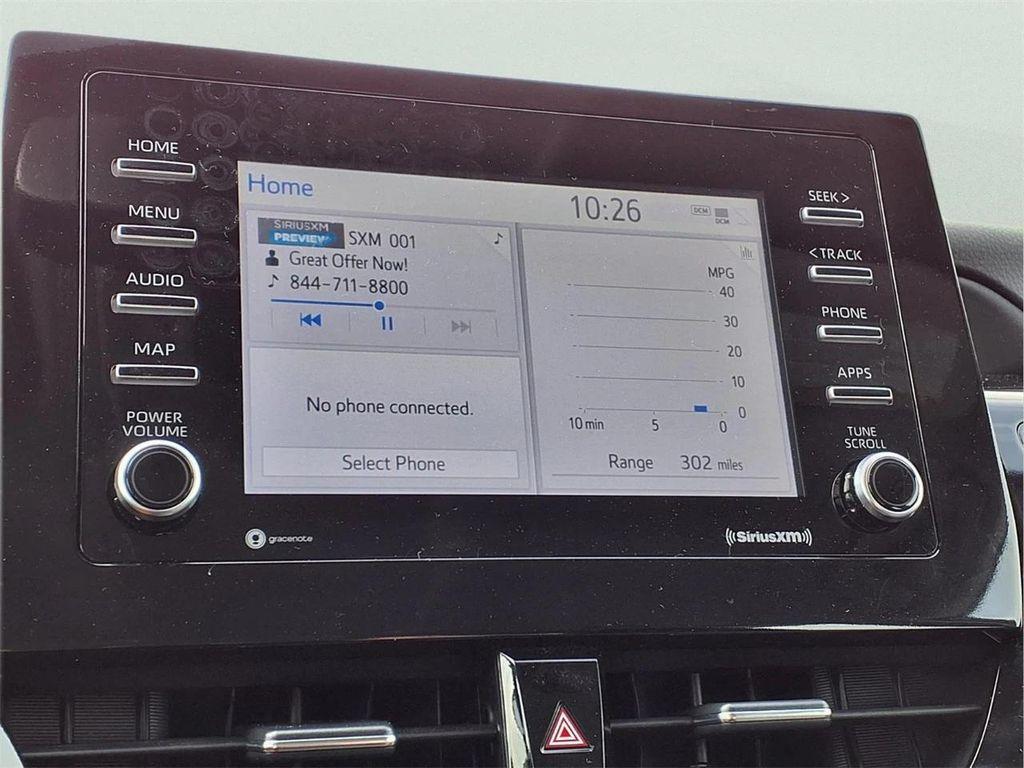 HOME
MENU
AUDIO
MAP
POWER
VOLUME
Home
10:26
DCM
DCM
SIRIUSXM
PREVIEW
SXM 001
Great Offer Now!
844-711-8800
No phone connected.
Select Phone
MPG
40
30
20
10
0
10 min 5 0
Range 302 miles
SEEK >
< TRACK
PHONE
APPS
TUNE
SCROLL
gracenote
((SiriusXM))